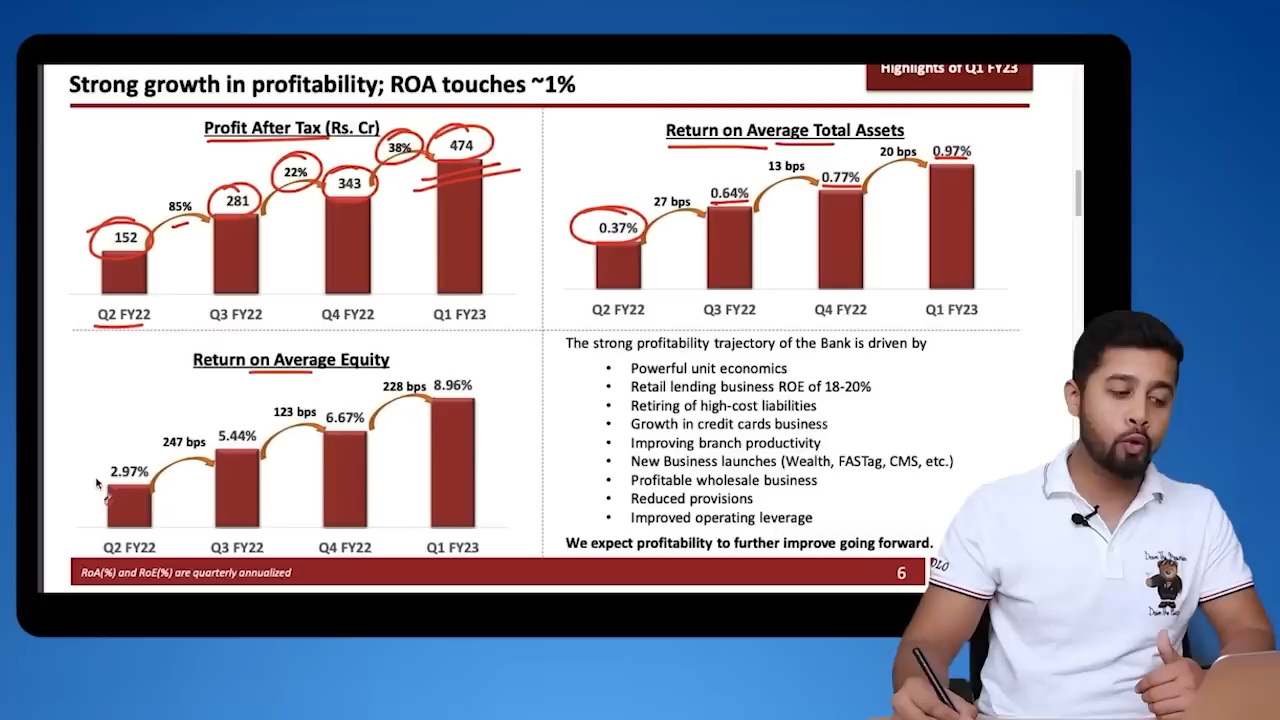 Strong growth in profitability; ROA touches ~1%
Highlights of Q1 FY23
Profit After Tax (Rs. Cr)
152
85%
281
22%
343
38%
474
Q2 FY22
Q3 FY22
Q4 FY22
Q1 FY23
Return on Average Total Assets
0.37%
27 bps
0.64%
13 bps
0.77%
20 bps
0.97%
Q2 FY22
Q3 FY22
Q4 FY22
Q1 FY23
Return on Average Equity
2.97%
247 bps
5.44%
123 bps
6.67%
228 bps
8.96%
Q2 FY22
Q3 FY22
Q4 FY22
Q1 FY23
The strong profitability trajectory of the Bank is driven by
• Powerful unit economics
• Retail lending business ROE of 18-20%
• Retiring of high-cost liabilities
• Growth in credit cards business
• Improving branch productivity
• New Business launches (Wealth, FASTag, CMS, etc.)
• Profitable wholesale business
• Reduced provisions
• Improved operating leverage
We expect profitability to further improve going forward.
RoA(%) and RoE(%) are quarterly annualized
6